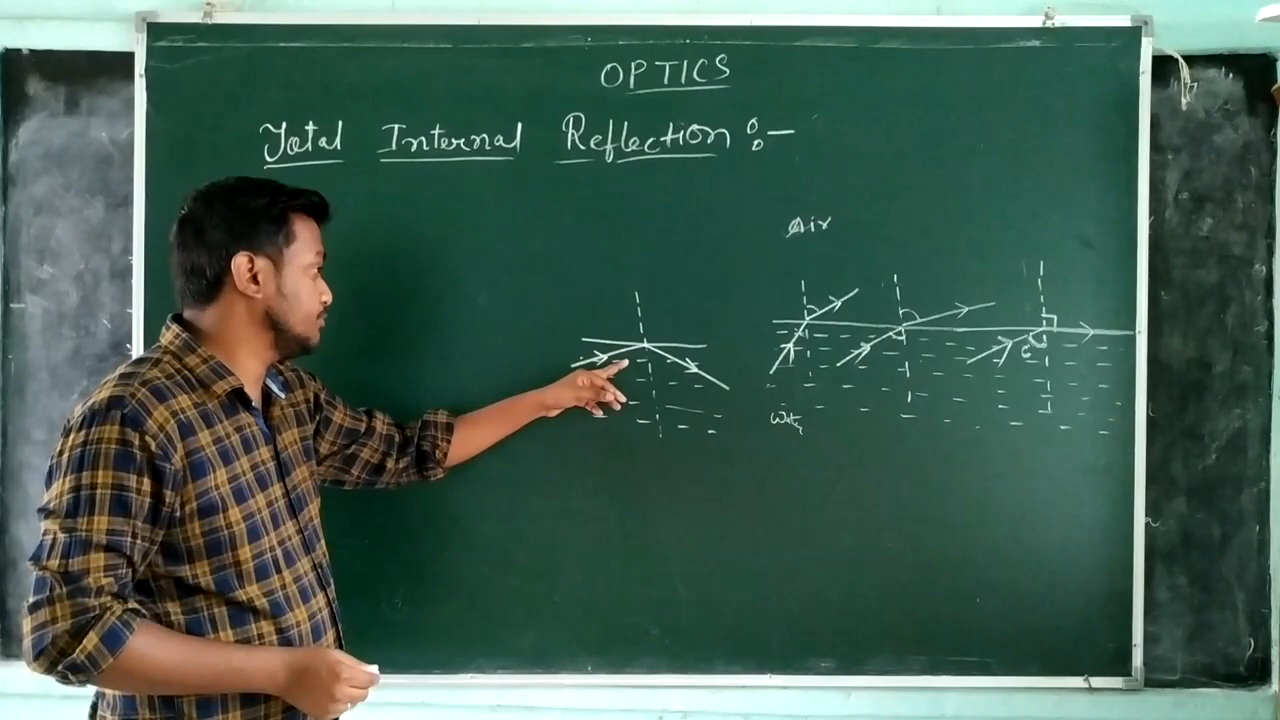 OPTICS
Total Internal Reflection :-
Air
c